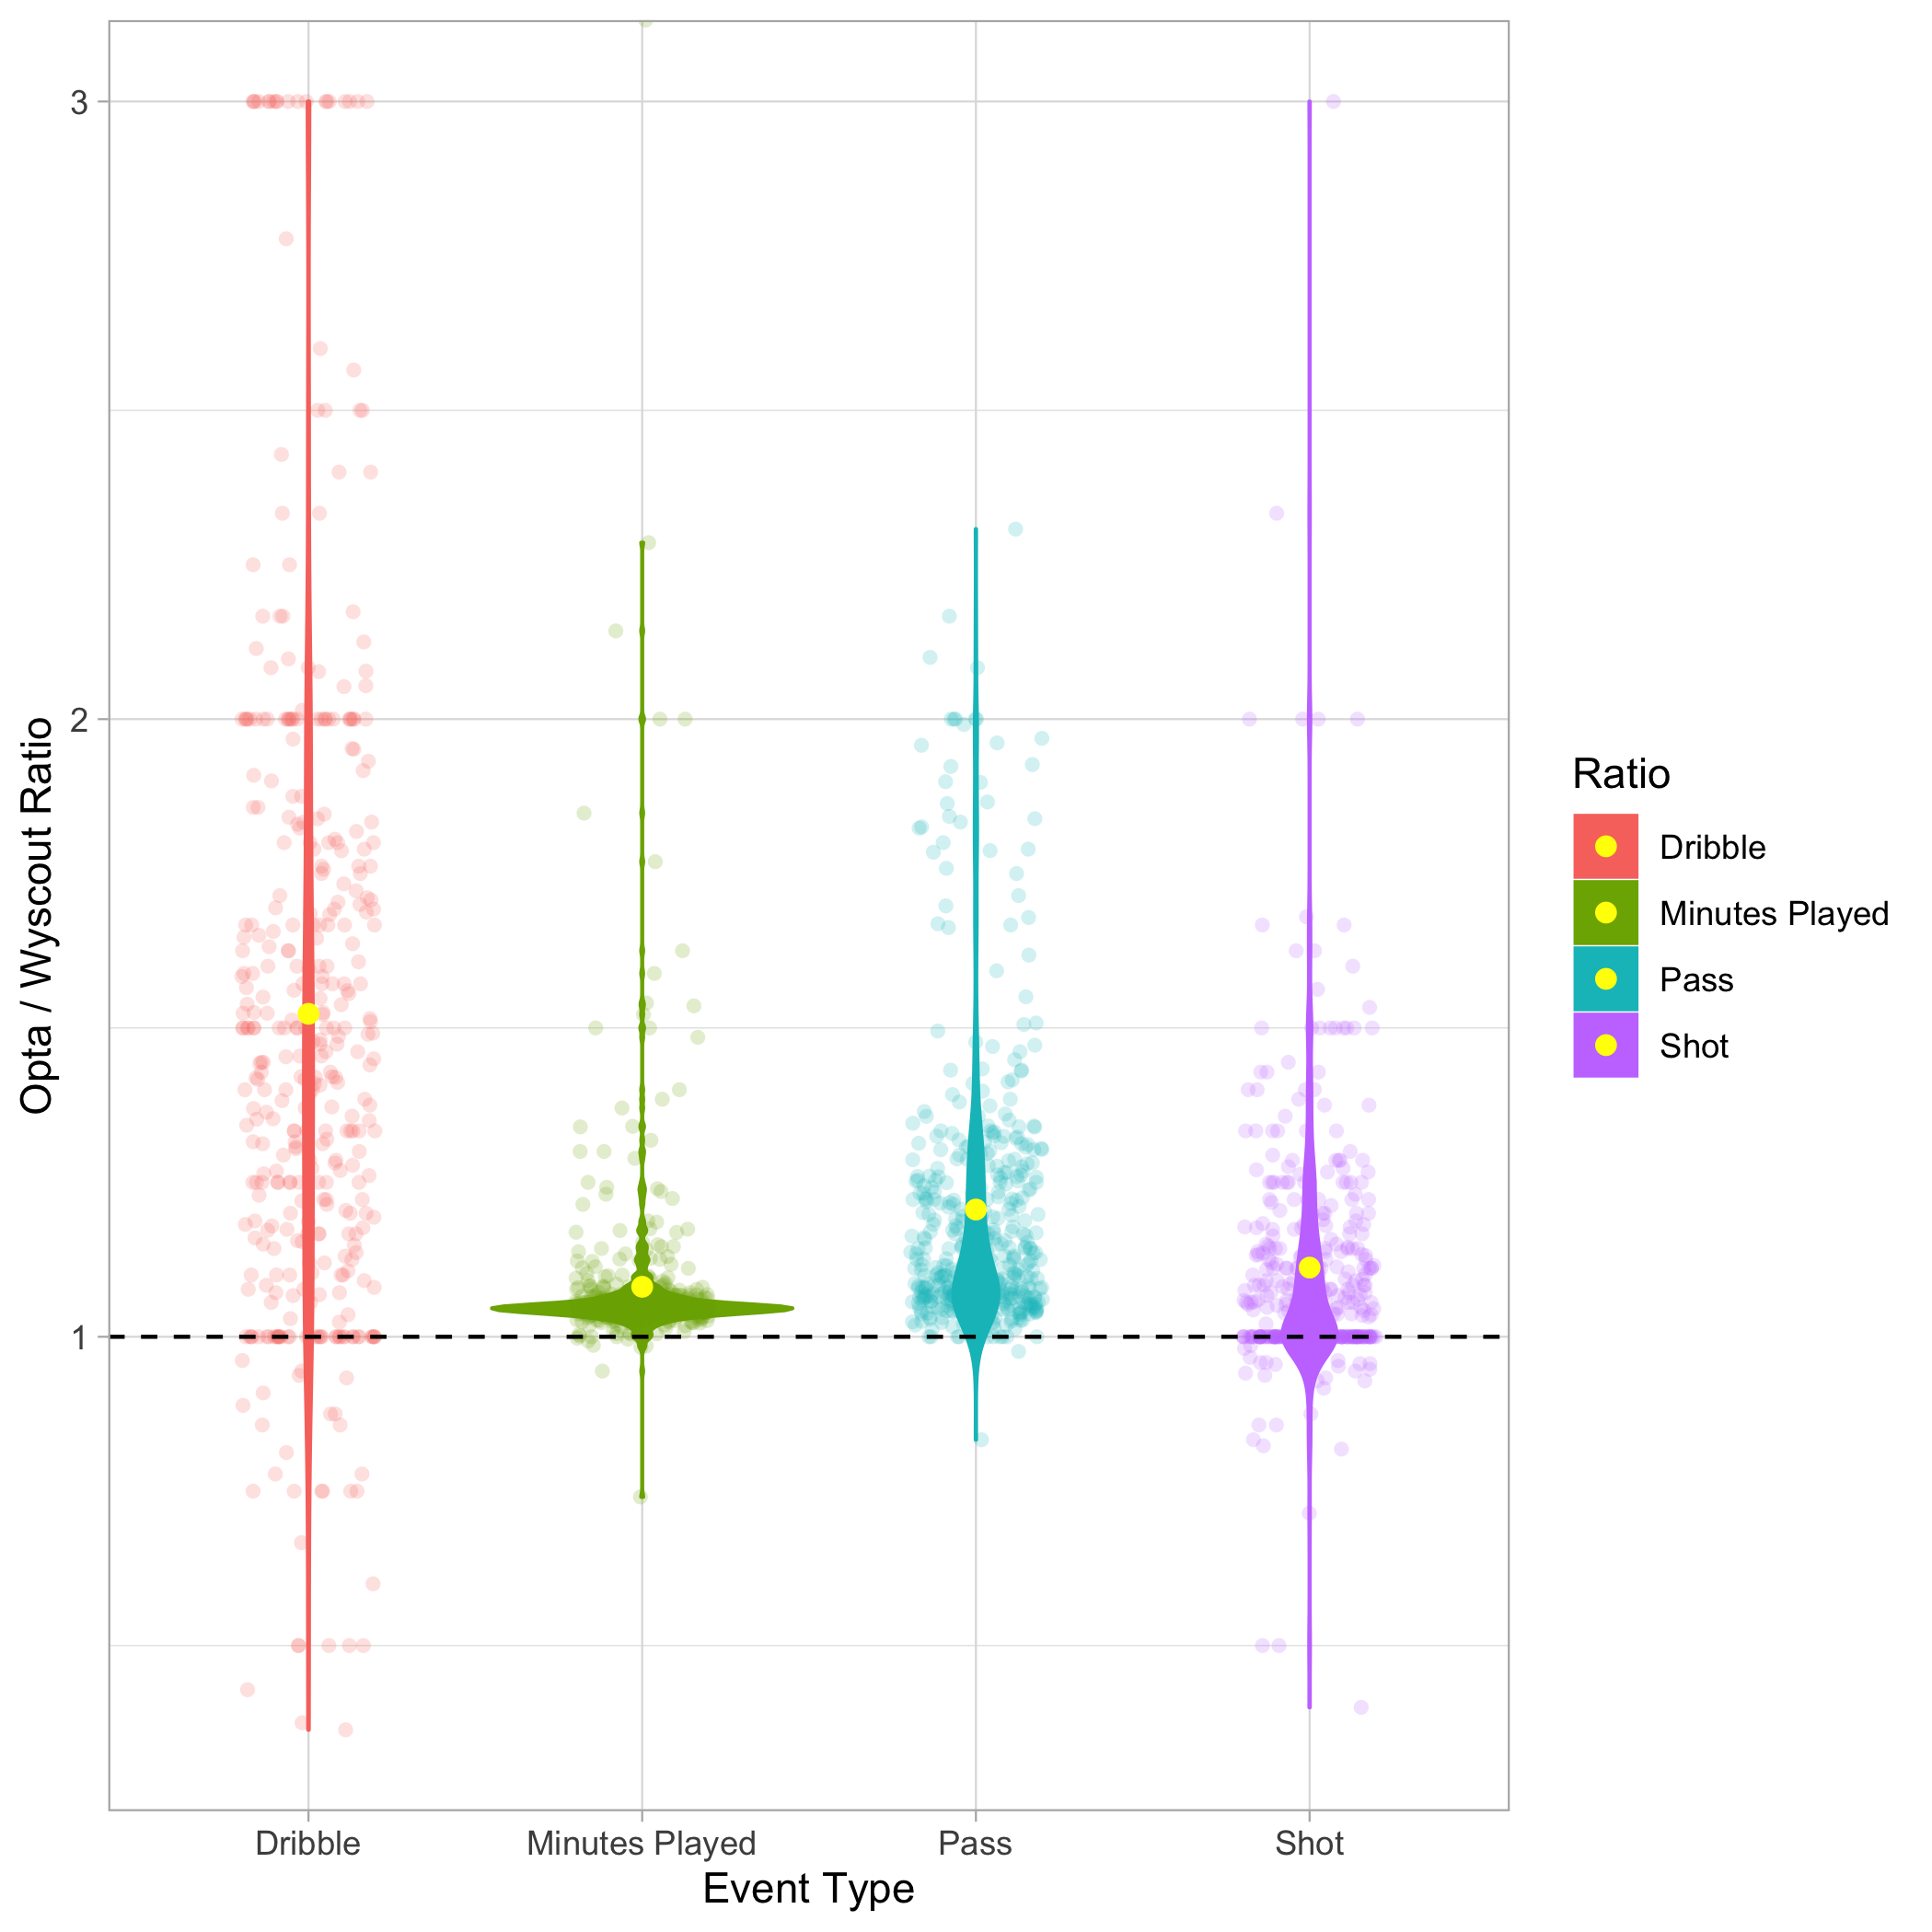 Opta / Wyscout Ratio
3
2
1
Dribble
Minutes Played
Pass
Shot
Event Type
Ratio
Dribble
Minutes Played
Pass
Shot